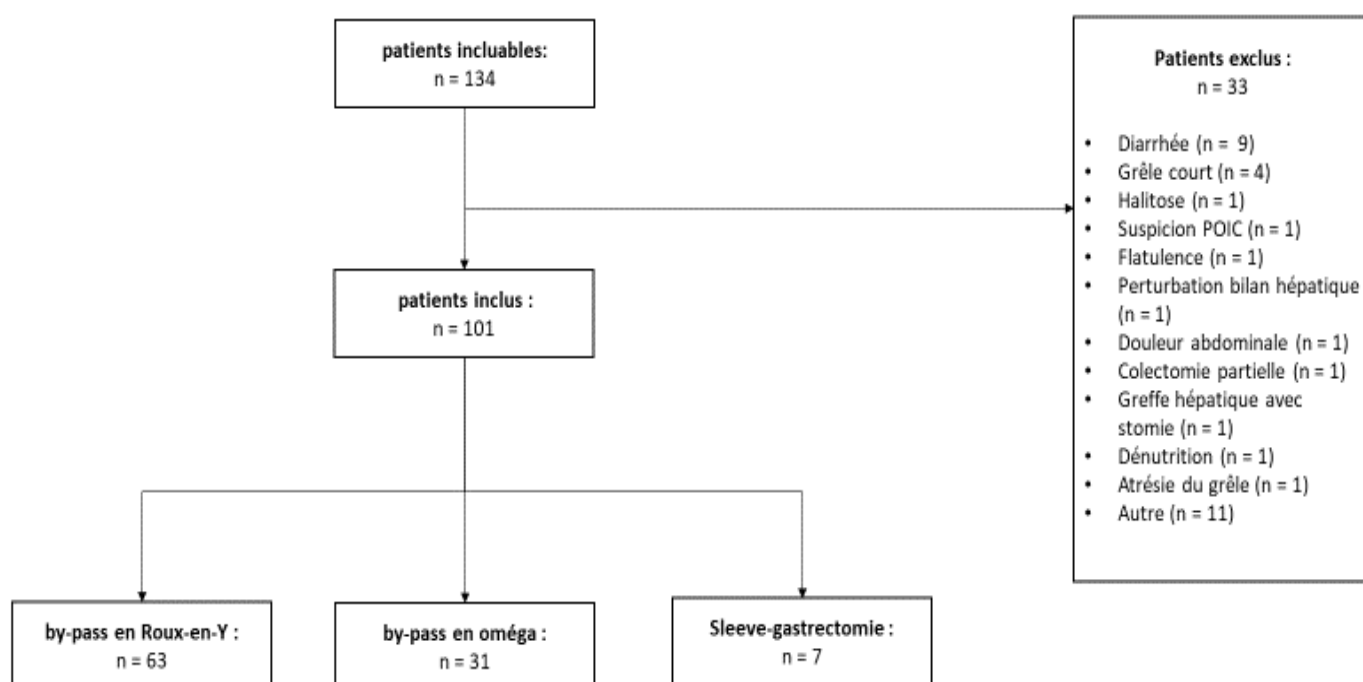 patients incluables:
n = 134
Patients exclus :
n = 33
• Diarrhée (n = 9)
• Grêle court (n = 4)
• Halitose (n = 1)
• Suspicion POIC (n = 1)
• Flatulence (n = 1)
• Perturbation bilan hépatique
(n = 1)
• Douleur abdominale (n = 1)
• Colectomie partielle (n = 1)
• Greffe hépatique avec
stomie (n = 1)
• Dénutrition (n = 1)
• Atrésie du grêle (n = 1)
• Autre (n = 11)
patients inclus :
n = 101
by-pass en Roux-en-Y :
n = 63
by-pass en oméga :
n = 31
Sleeve-gastrectomie :
n = 7